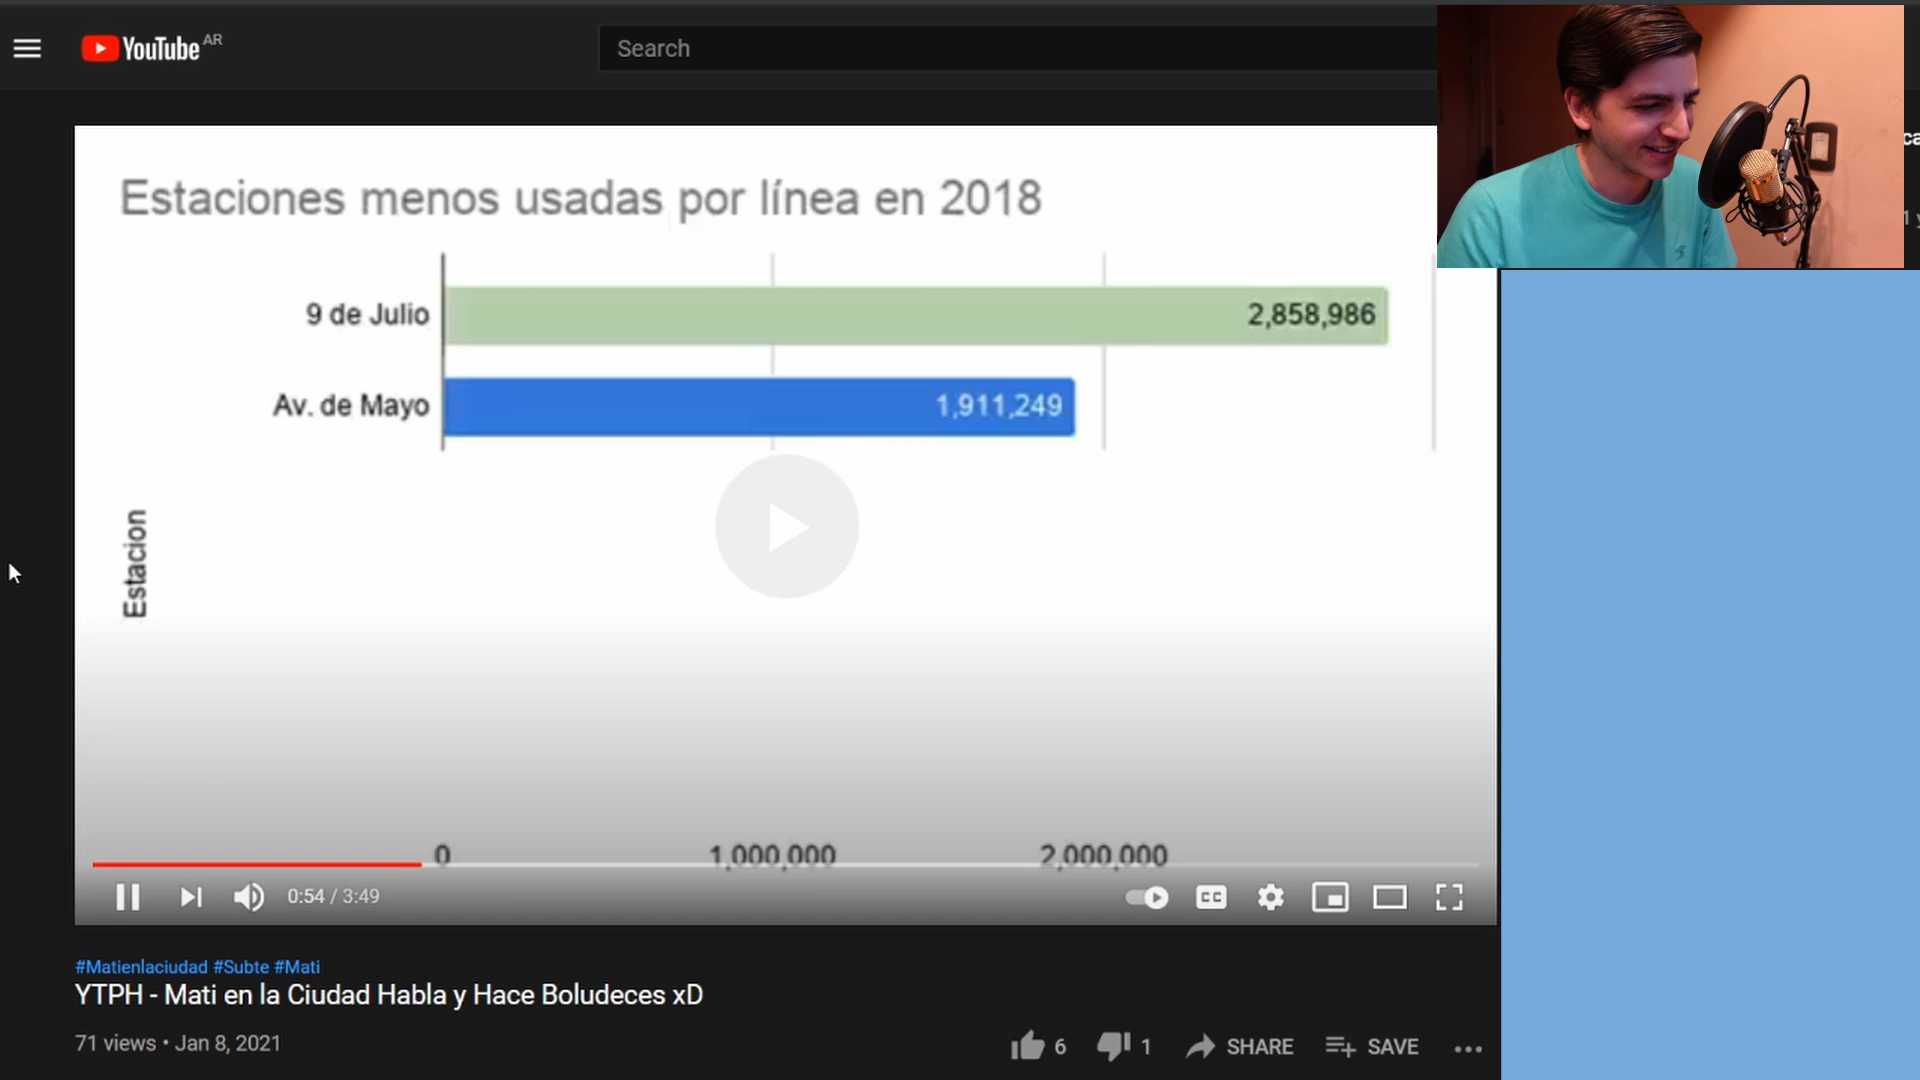 YouTube AR
Search
Estaciones menos usadas por línea en 2018
9 de Julio
2,858,986
Av. de Mayo
1,911,249
Estacion
0
1,000,000
2,000,000
0:54 / 3:49
CC
#Matienlaciudad #Subte #Mati
YTPH - Mati en la Ciudad Habla y Hace Boludeces xD
71 views • Jan 8, 2021
6
1
SHARE
SAVE